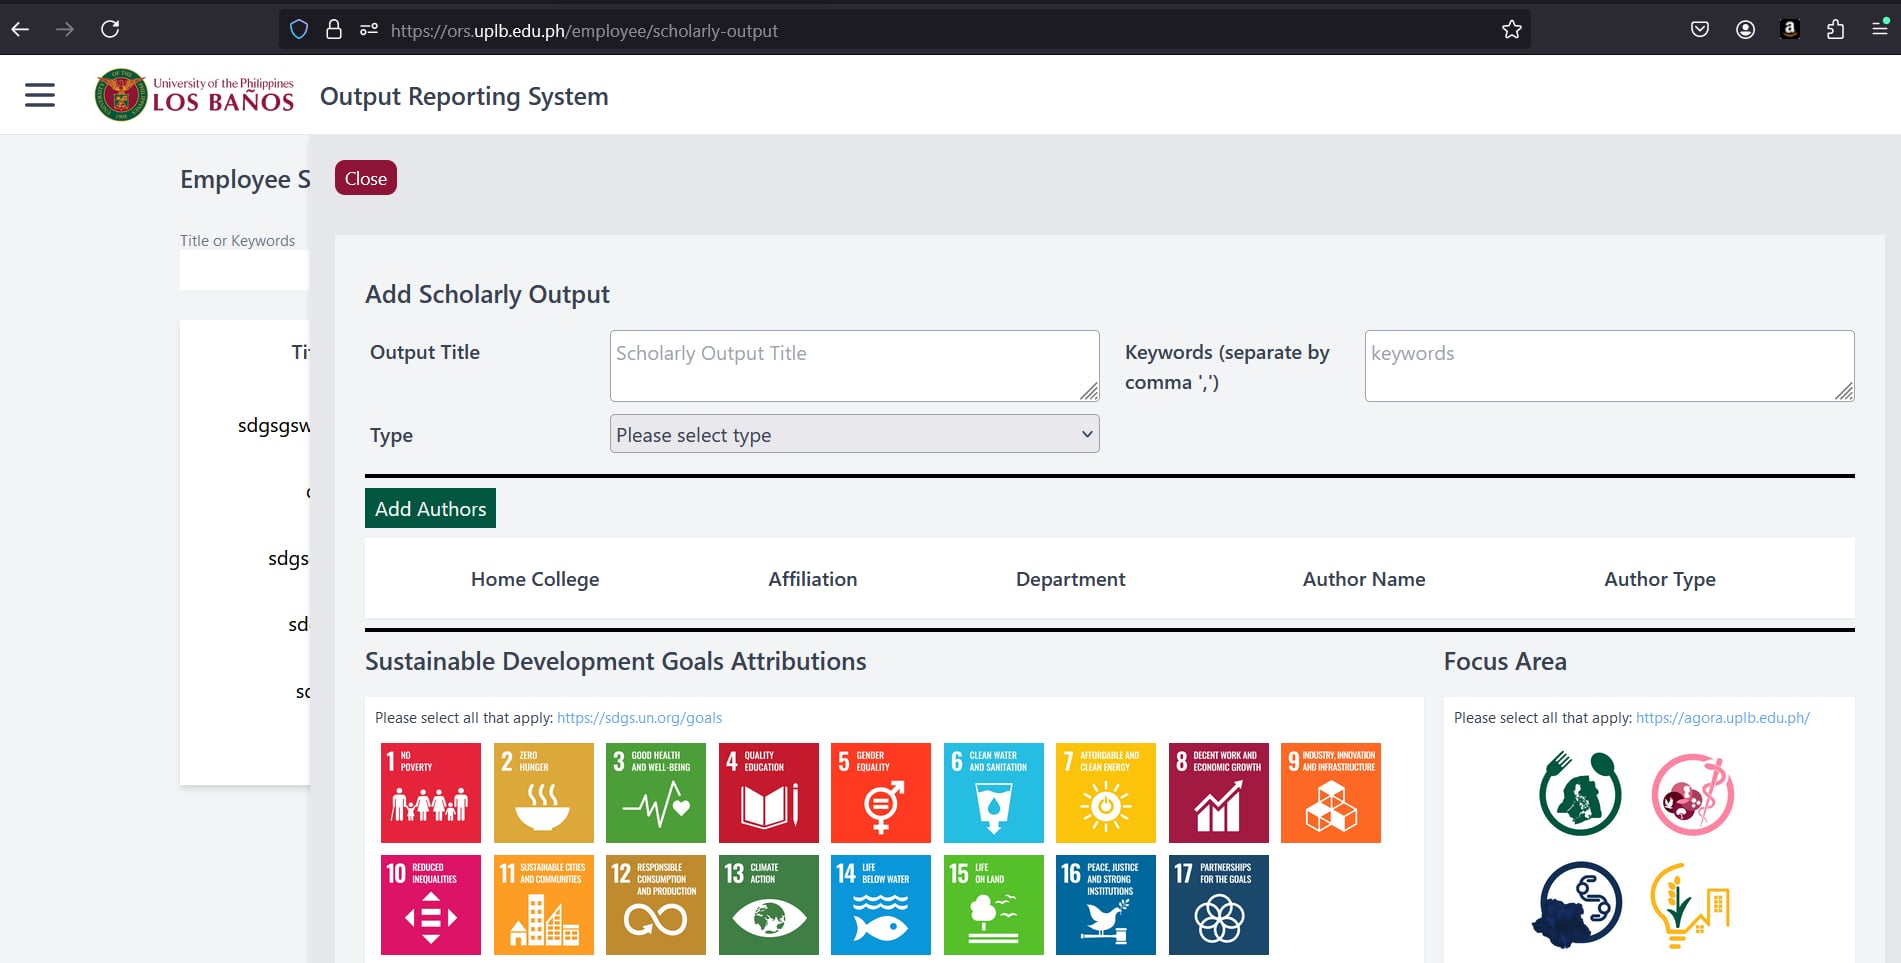 https://ors.uplb.edu.ph/employee/scholarly-output
University of the Philippines
LOS BAÑOS
Output Reporting System
Employee S
Close
Title or Keywords
Add Scholarly Output
Output Title
Scholarly Output Title
Keywords (separate by
comma ',')
keywords
Type
Please select type
Add Authors
Home College
Affiliation
Department
Author Name
Author Type
sdgsgsw
sdgs
sd
Sustainable Development Goals Attributions
Please select all that apply: https://sdgs.un.org/goals
1 NO
POVERTY
2 ZERO
HUNGER
3 GOOD HEALTH
AND WELL-BEING
4 QUALITY
EDUCATION
5 GENDER
EQUALITY
6 CLEAN WATER
AND SANITATION
7 AFFORDABLE AND
CLEAN ENERGY
8 DECENT WORK AND
ECONOMIC GROWTH
9 INDUSTRY, INNOVATION
AND INFRASTRUCTURE
10 REDUCED
INEQUALITIES
11 SUSTAINABLE CITIES
AND COMMUNITIES
12 RESPONSIBLE
CONSUMPTION
AND PRODUCTION
13 CLIMATE
ACTION
14 LIFE
BELOW WATER
15 LIFE
ON LAND
16 PEACE, JUSTICE
AND STRONG
INSTITUTIONS
17 PARTNERSHIPS
FOR THE GOALS
Focus Area
Please select all that apply: https://agora.uplb.edu.ph/